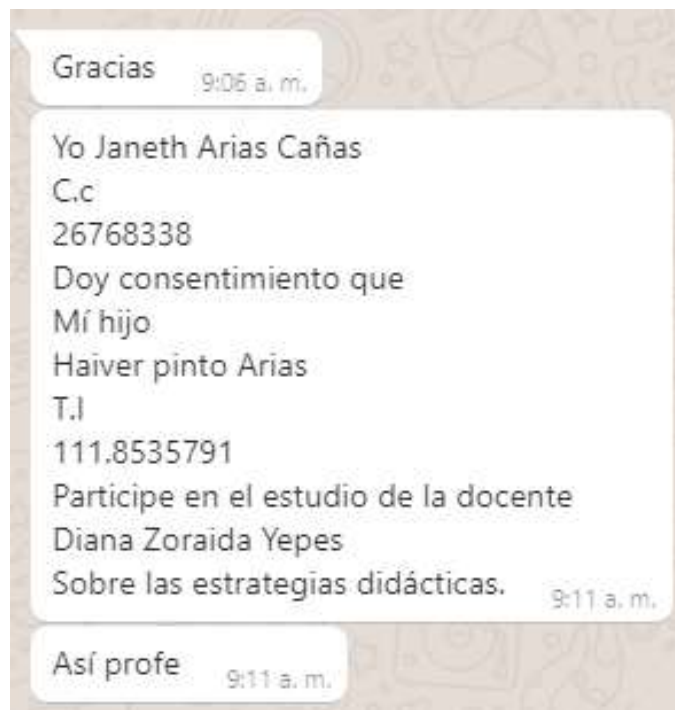 Gracias
9:06 a. m.
Yo Janeth Arias Cañas
C.c
26768338
Doy consentimiento que
Mí hijo
Haiver pinto Arias
T.I
111.8535791
Participe en el estudio de la docente
Diana Zoraida Yepes
Sobre las estrategias didácticas.
9:11 a. m.
Así profe
9:11 a. m.